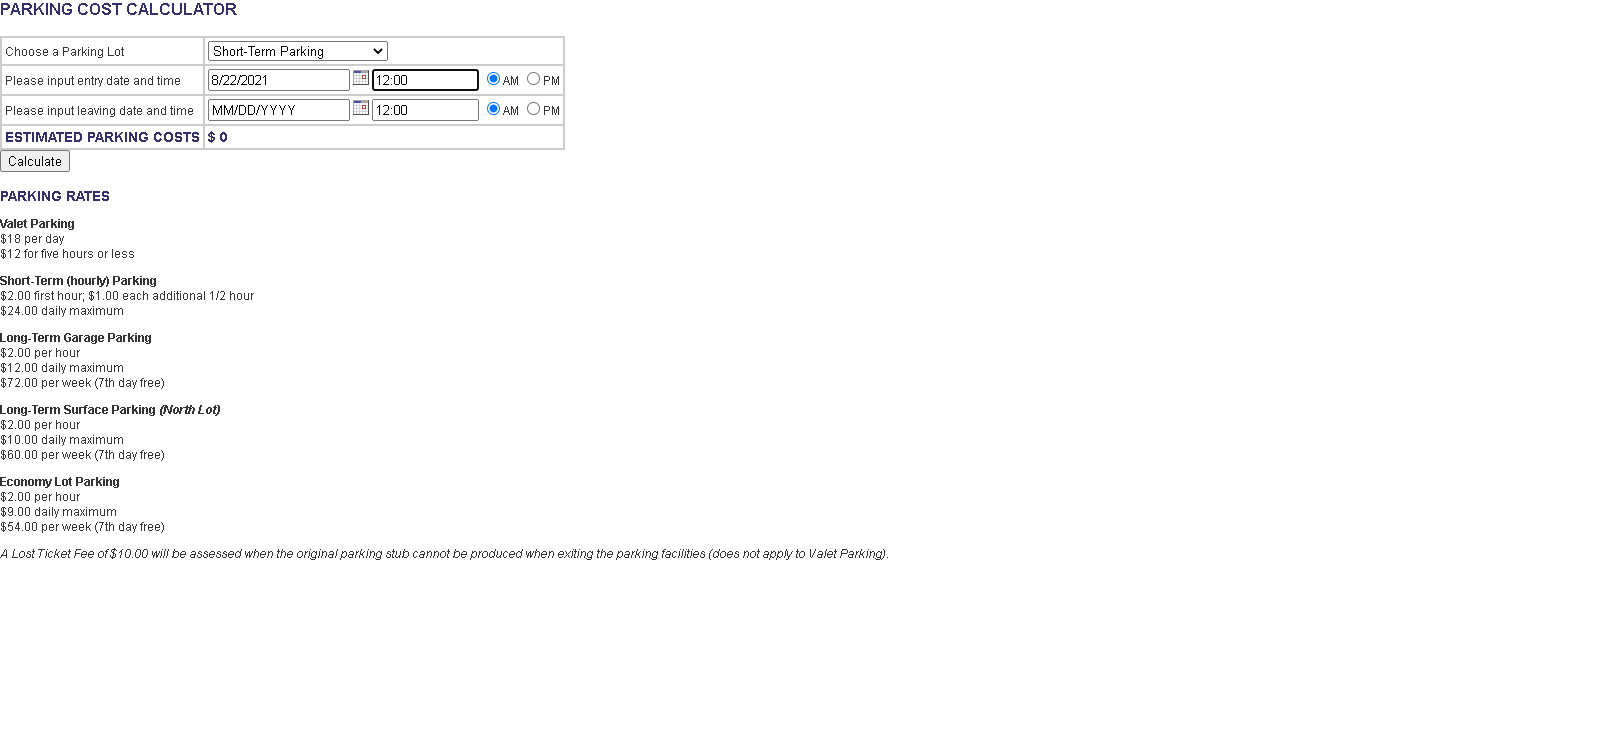 PARKING COST CALCULATOR
Choose a Parking Lot Short-Term Parking
Please input entry date and time 8/22/2021 12:00 AM PM
Please input leaving date and time MM/DD/YYYY 12:00 AM PM
ESTIMATED PARKING COSTS $ 0
Calculate
PARKING RATES
Valet Parking
$18 per day
$12 for five hours or less
Short-Term (hourly) Parking
$2.00 first hour; $1.00 each additional 1/2 hour
$24.00 daily maximum
Long-Term Garage Parking
$2.00 per hour
$12.00 daily maximum
$72.00 per week (7th day free)
Long-Term Surface Parking (North Lot)
$2.00 per hour
$10.00 daily maximum
$60.00 per week (7th day free)
Economy Lot Parking
$2.00 per hour
$9.00 daily maximum
$54.00 per week (7th day free)
A Lost Ticket Fee of $10.00 will be assessed when the original parking stub cannot be produced when exiting the parking facilities (does not apply to Valet Parking).